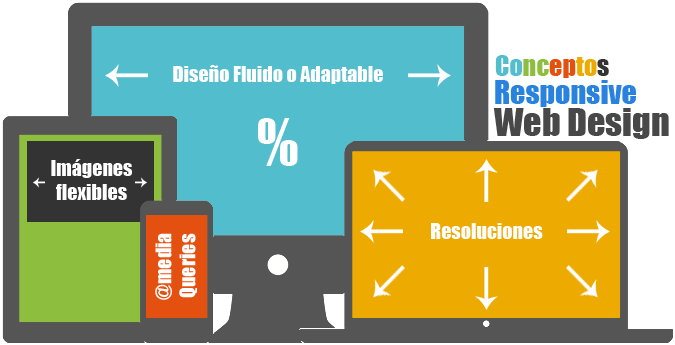 Diseño Fluido o Adaptable
%
Conceptos
Responsive
Web Design
Imágenes
flexibles
@media
Queries
Resoluciones